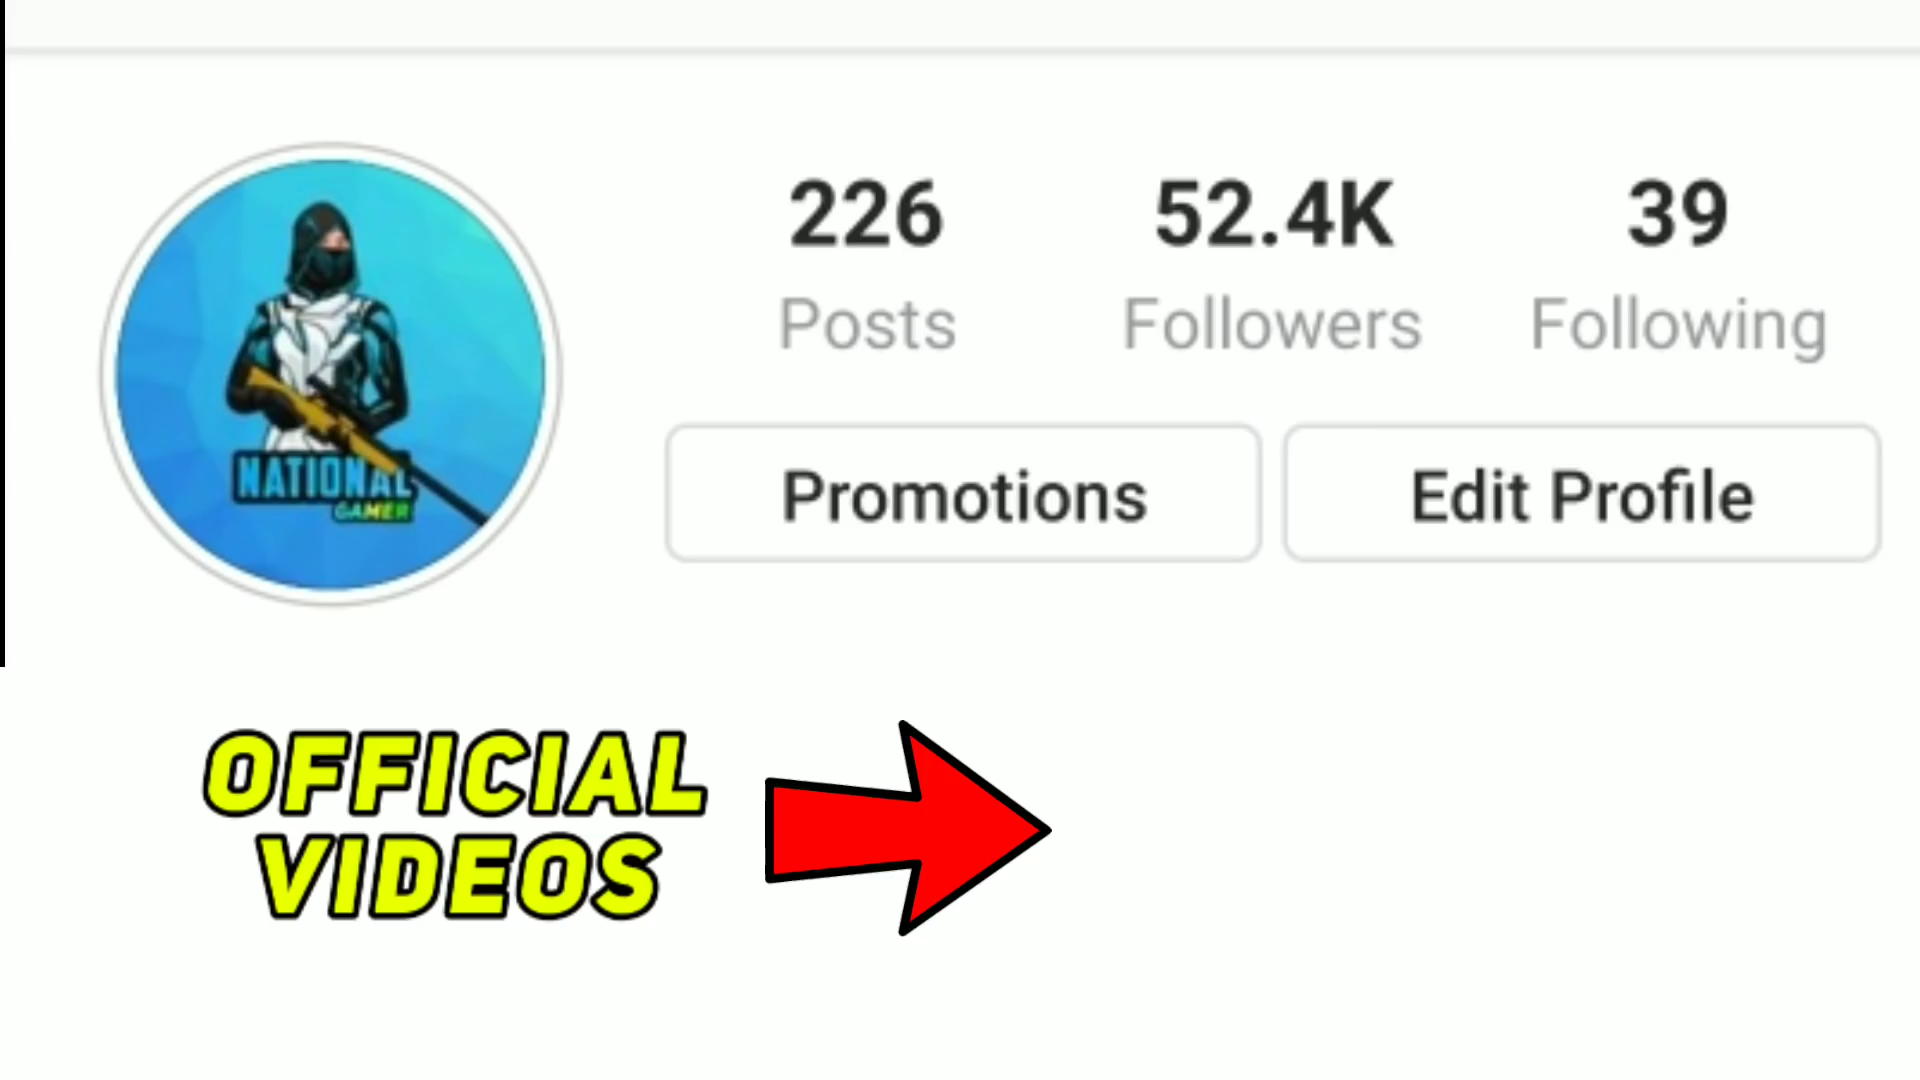 226 52.4K 39
Posts Followers Following
Promotions Edit Profile
NATIONAL
GAMER
OFFICIAL
VIDEOS